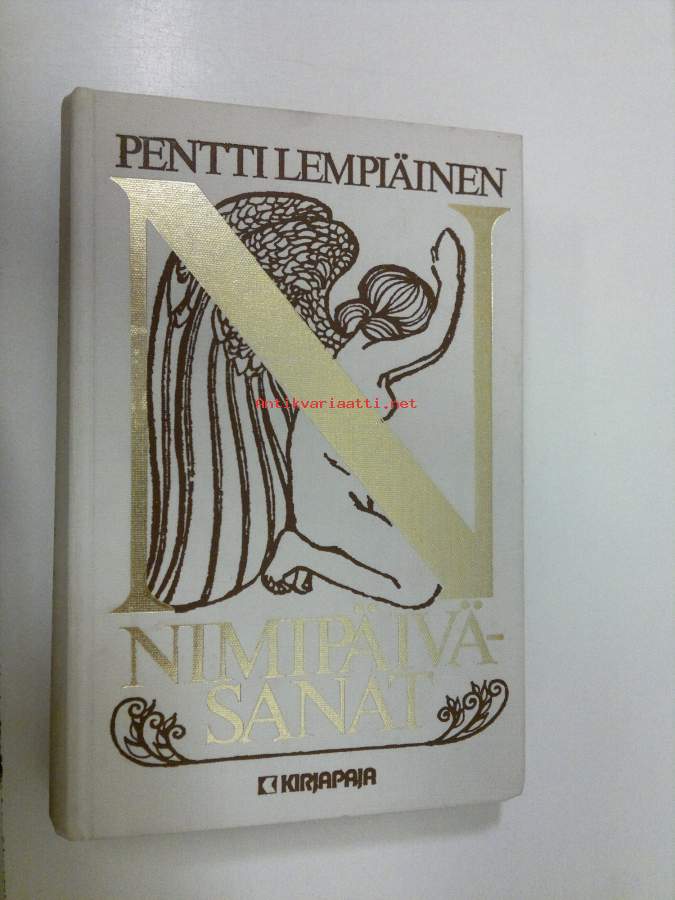 PENTTI LEMPIÄINEN
N
Antikvariaatti.net
NIMIPÄIVÄ-
SANAT
KIRJAPAJA